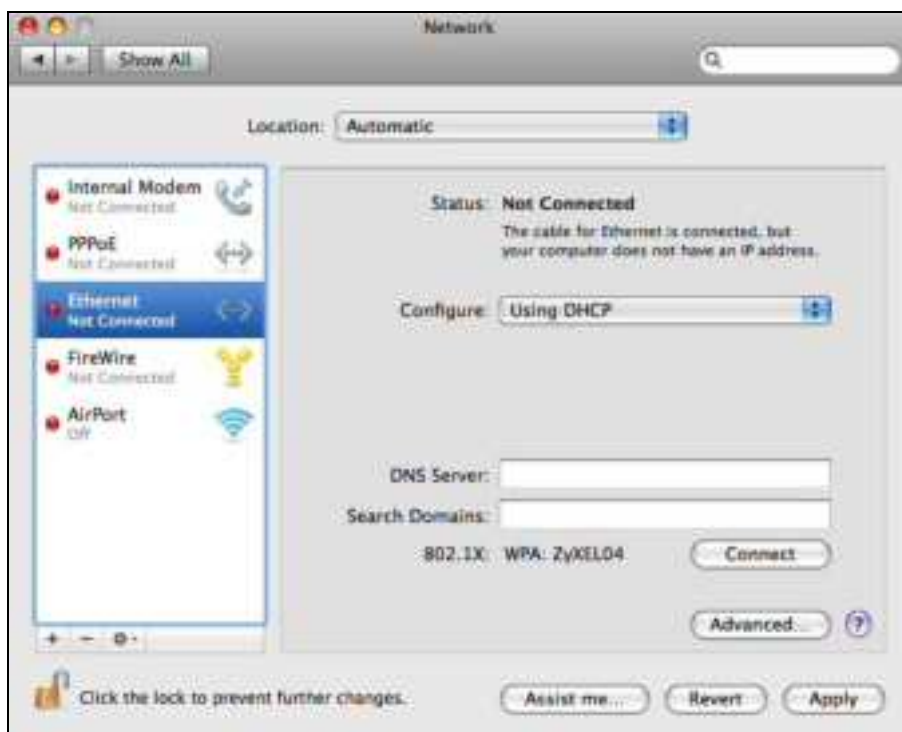 Network
Show All
Location: Automatic
Internal Modem
Not Connected
PPPoE
Not Connected
Ethernet
Not Connected
FireWire
Not Connected
AirPort
Off
Status: Not Connected
The cable for Ethernet is connected, but
your computer does not have an IP address.
Configure: Using DHCP
DNS Server:
Search Domains:
802.1X: WPA: ZyXEL04
Connect
Advanced...
?
Click the lock to prevent further changes.
Assist me...
Revert
Apply